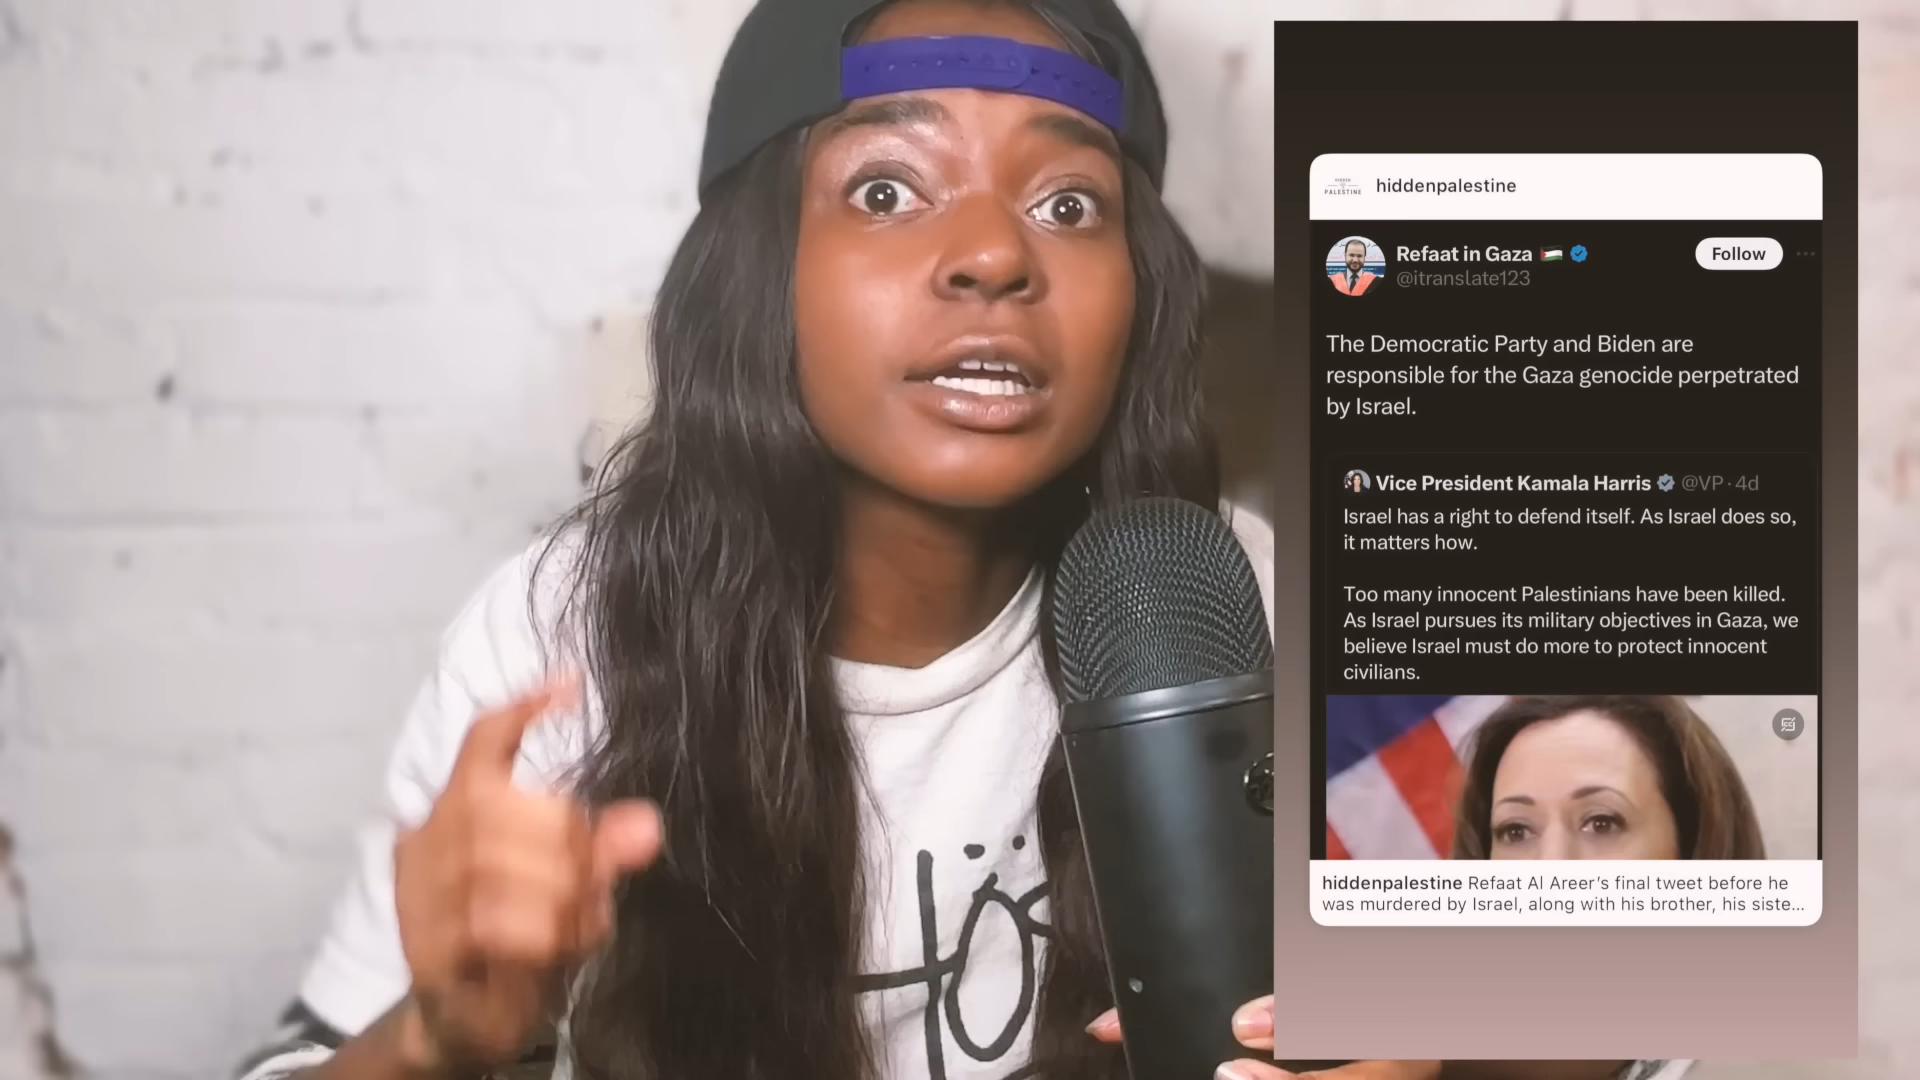 hiddenpalestine
HIDDEN
PALESTINE
Refaat in Gaza
Follow
@itranslate123
The Democratic Party and Biden are
responsible for the Gaza genocide perpetrated
by Israel.
Vice President Kamala Harris @VP · 4d
Israel has a right to defend itself. As Israel does so,
it matters how.
Too many innocent Palestinians have been killed.
As Israel pursues its military objectives in Gaza, we
believe Israel must do more to protect innocent
civilians.
hiddenpalestine Refaat Al Areer's final tweet before he
was murdered by Israel, along with his brother, his siste...